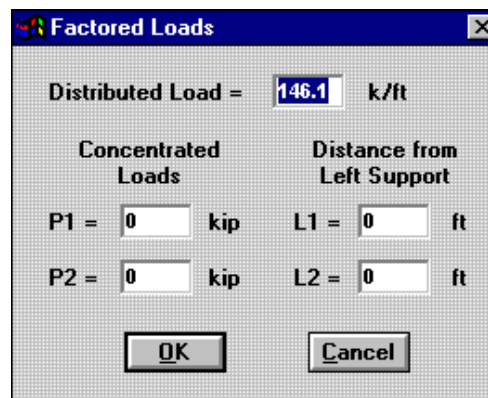 Factored Loads
Distributed Load = 146.1 k/ft
Concentrated Loads
Distance from Left Support
P1 = 0 kip L1 = 0 ft
P2 = 0 kip L2 = 0 ft
OK Cancel